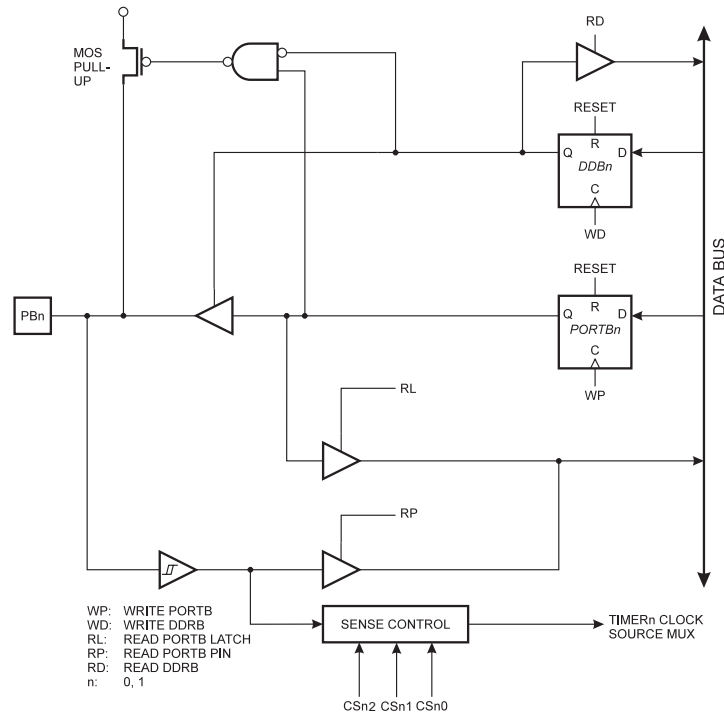 RD
MOS
PULL-
UP
RESET
R
Q
D
DDBn
C
WD
DATA BUS
RESET
PBn
R
Q
D
PORTBn
C
WP
RL
RP
WP: WRITE PORTB
WD: WRITE DDRB
RL: READ PORTB LATCH
RP: READ PORTB PIN
RD: READ DDRB
n: 0, 1
SENSE CONTROL
TIMERn CLOCK
SOURCE MUX
CSn2 CSn1 CSn0